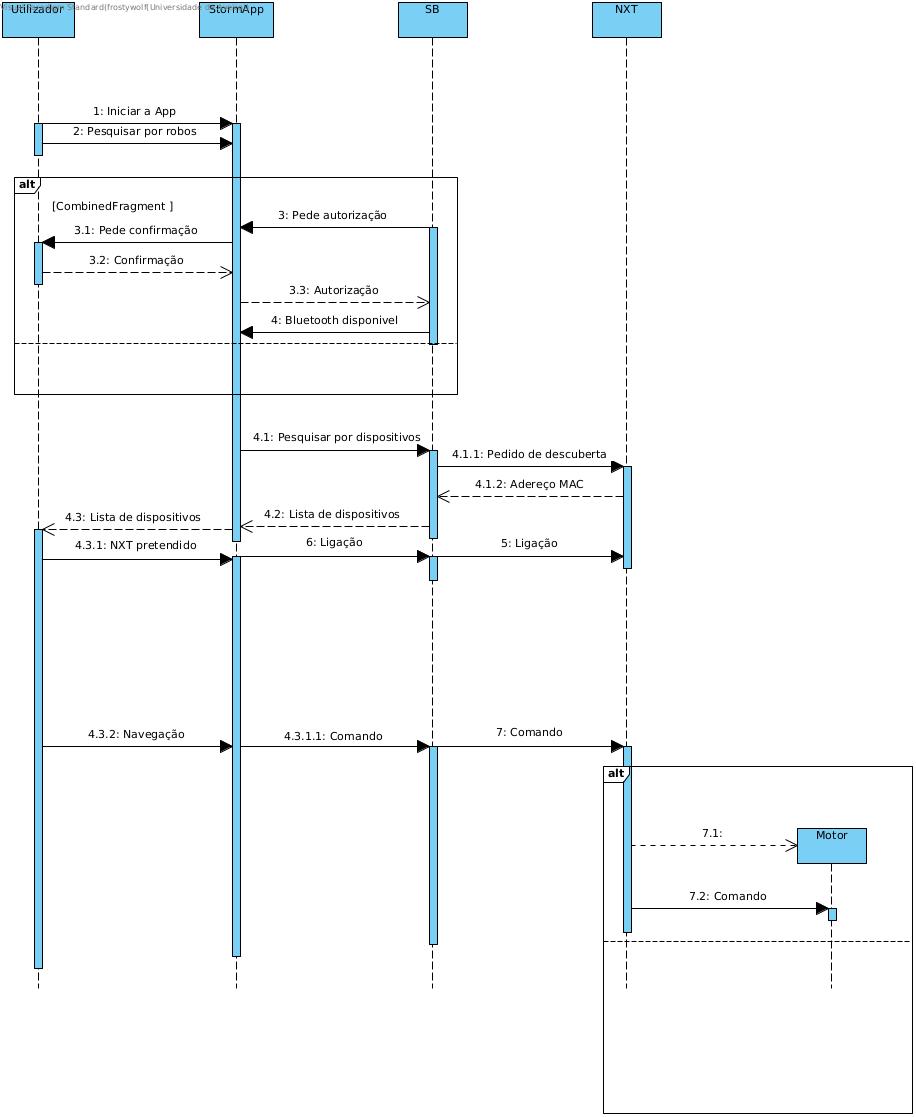 Utilizador
StormApp
SB
NXT
Standard(frostywolf(Universidade
1: Iniciar a App
2: Pesquisar por robos
alt
[CombinedFragment ]
3: Pede autorização
3.1: Pede confirmação
3.2: Confirmação
3.3: Autorização
4: Bluetooth disponivel
4.1: Pesquisar por dispositivos
4.1.1: Pedido de descuberta
4.1.2: Adereço MAC
4.2: Lista de dispositivos
4.3: Lista de dispositivos
4.3.1: NXT pretendido
6: Ligação
5: Ligação
4.3.2: Navegação
4.3.1.1: Comando
7: Comando
alt
7.1:
Motor
7.2: Comando